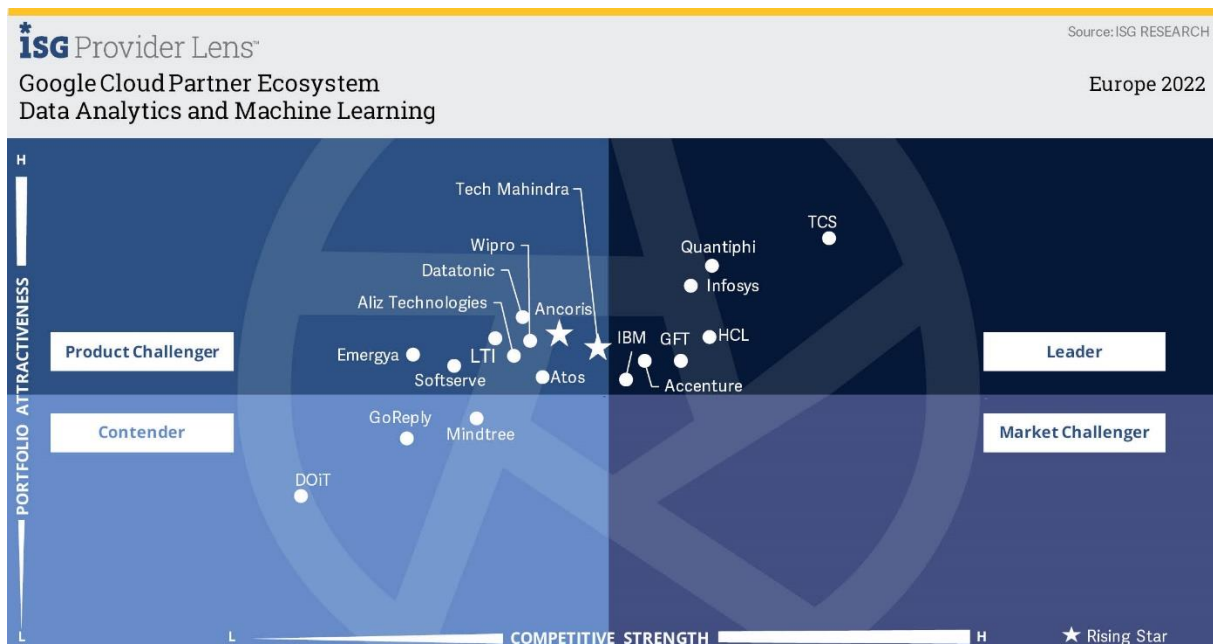 Source: ISG RESEARCH
iSG Provider Lens™
Google Cloud Partner Ecosystem
Data Analytics and Machine Learning
Europe 2022
H
Tech Mahindra
TCS
Wipro
Quantiphi
Datatonic
Infosys
Aliz Technologies
Ancoris
IBM
GFT
HCL
Product Challenger
Emergya
LTI
Leader
Softserve
Atos
Accenture
PORTFOLIO ATTRACTIVENESS
Contender
GoReply
Mindtree
Market Challenger
DOiT
L
L
COMPETITIVE STRENGTH
H
★ Rising Star